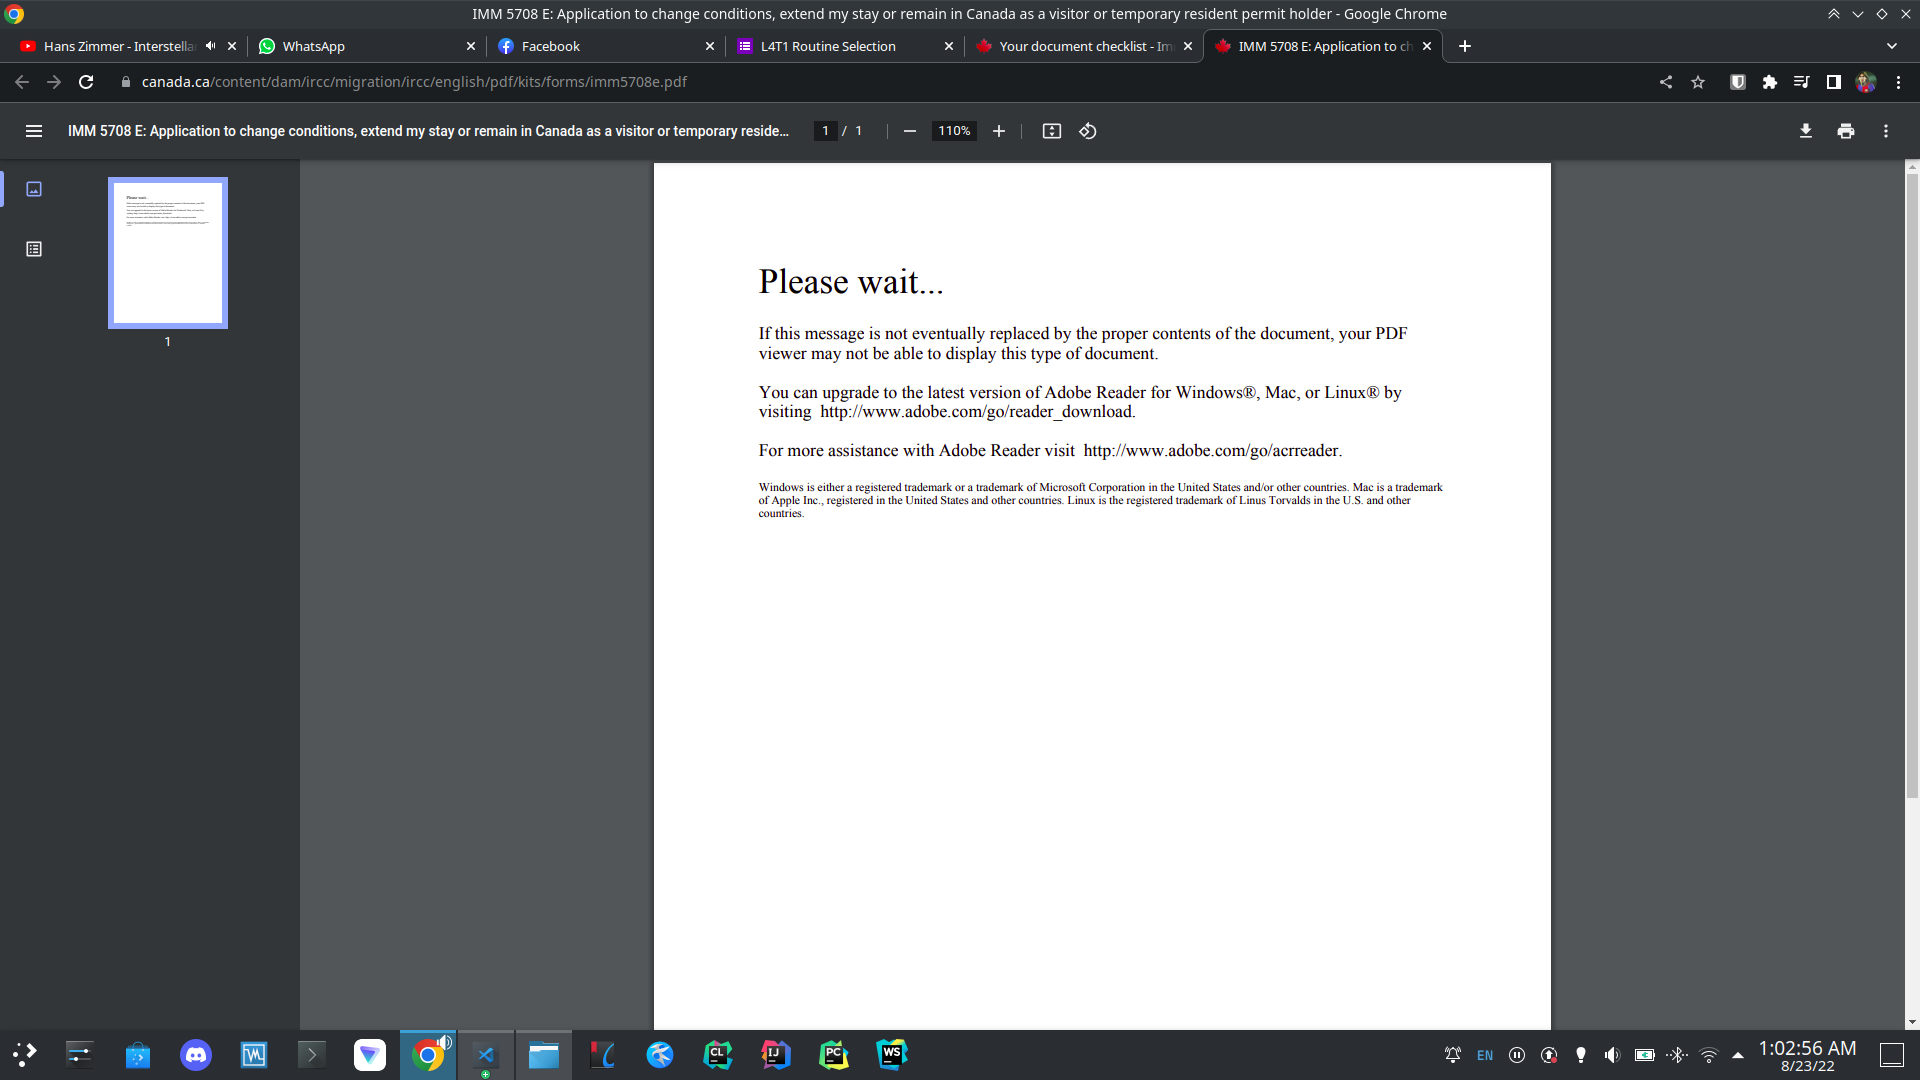 IMM 5708 E: Application to change conditions, extend my stay or remain in Canada as a visitor or temporary resident permit holder - Google Chrome
Hans Zimmer - Interstella
WhatsApp
Facebook
L4T1 Routine Selection
Your document checklist - Im
IMM 5708 E: Application to ch
canada.ca/content/dam/ircc/migration/ircc/english/pdf/kits/forms/imm5708e.pdf
IMM 5708 E: Application to change conditions, extend my stay or remain in Canada as a visitor or temporary reside...
1 / 1
110%
1
Please wait...
If this message is not eventually replaced by the proper contents of the document, your PDF
viewer may not be able to display this type of document.
You can upgrade to the latest version of Adobe Reader for Windows®, Mac, or Linux® by
visiting http://www.adobe.com/go/reader_download.
For more assistance with Adobe Reader visit http://www.adobe.com/go/acrreader.
Windows is either a registered trademark or a trademark of Microsoft Corporation in the United States and/or other countries. Mac is a trademark
of Apple Inc., registered in the United States and other countries. Linux is the registered trademark of Linus Torvalds in the U.S. and other
countries.
CL
IJ
PC
WS
EN
1:02:56 AM
8/23/22